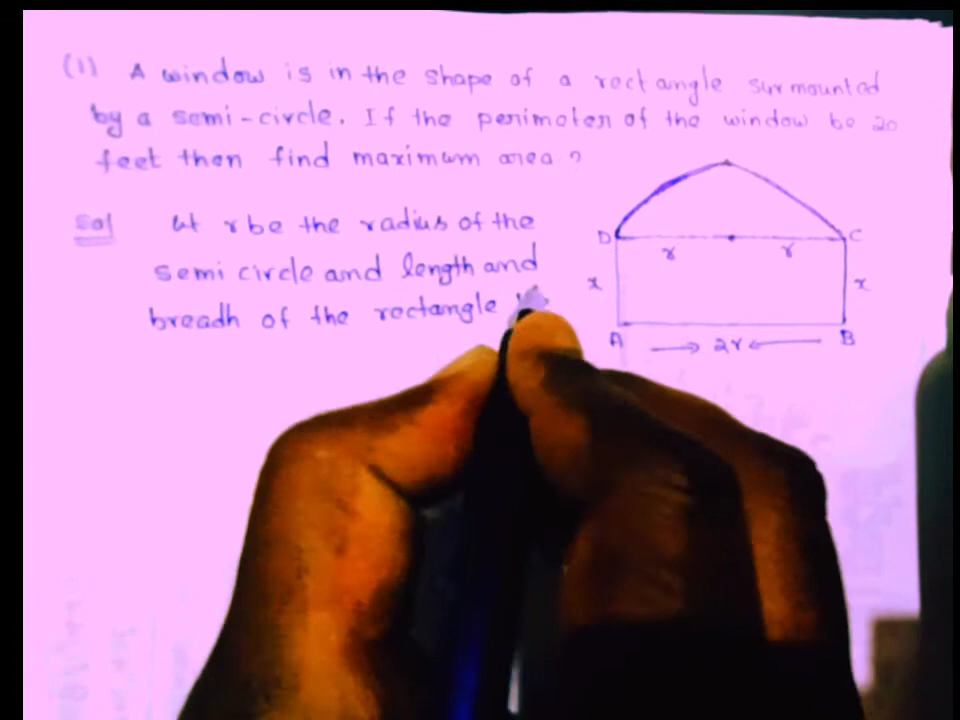 (1) A window is in the shape of a rectangle surmounted
by a semi-circle. If the perimeter of the window be 20
feet then find maximum area ?
Sol let r be the radius of the
semi circle and length and
breadh of the rectangle
D C
r r
x x
A 2r B